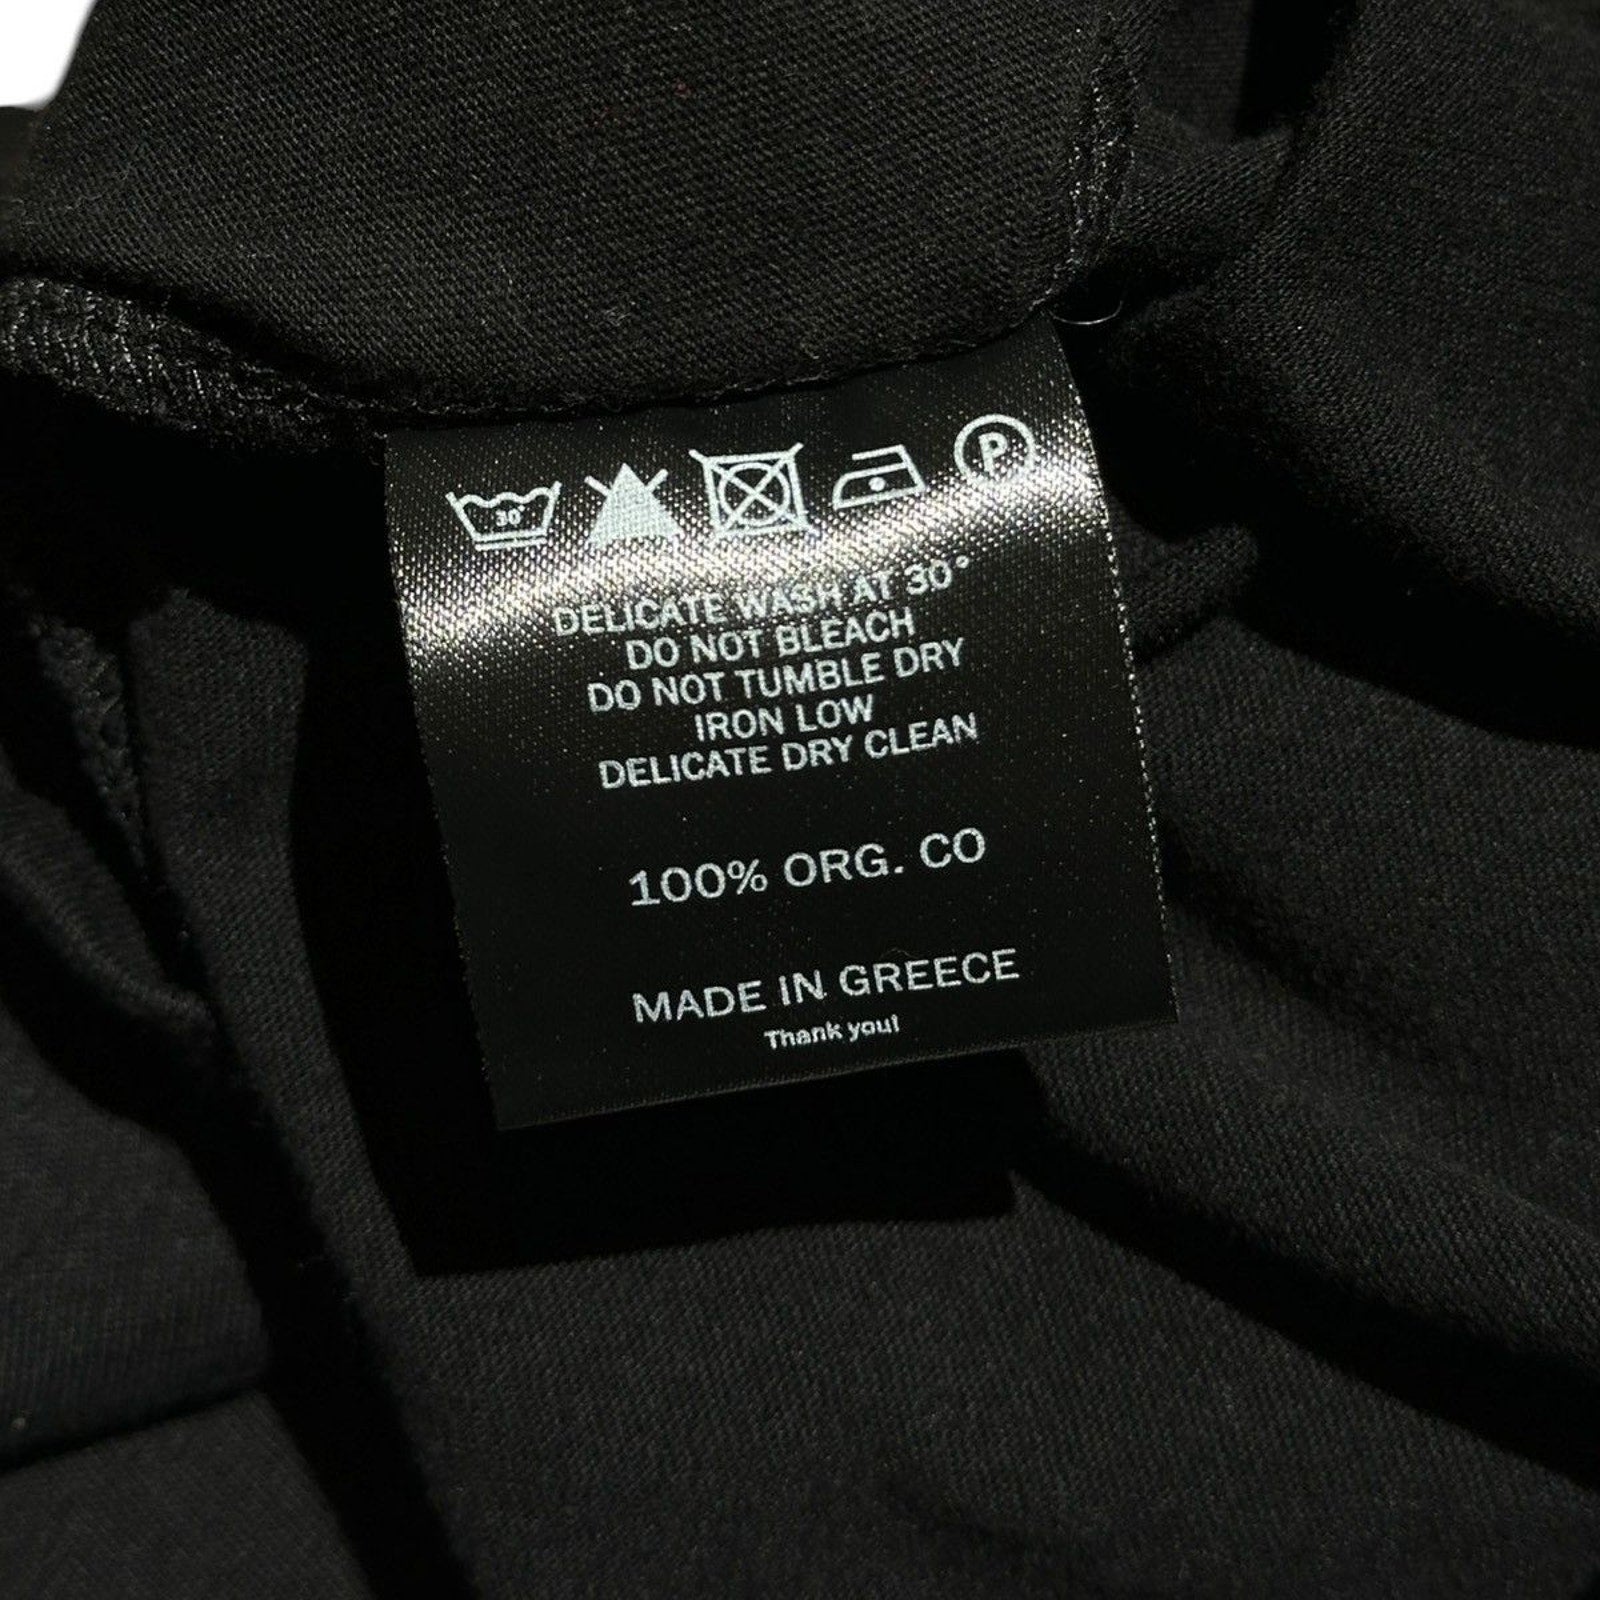 30°
P
DELICATE WASH AT 30°
DO NOT BLEACH
DO NOT TUMBLE DRY
IRON LOW
DELICATE DRY CLEAN
100% ORG. CO
MADE IN GREECE
Thank you!